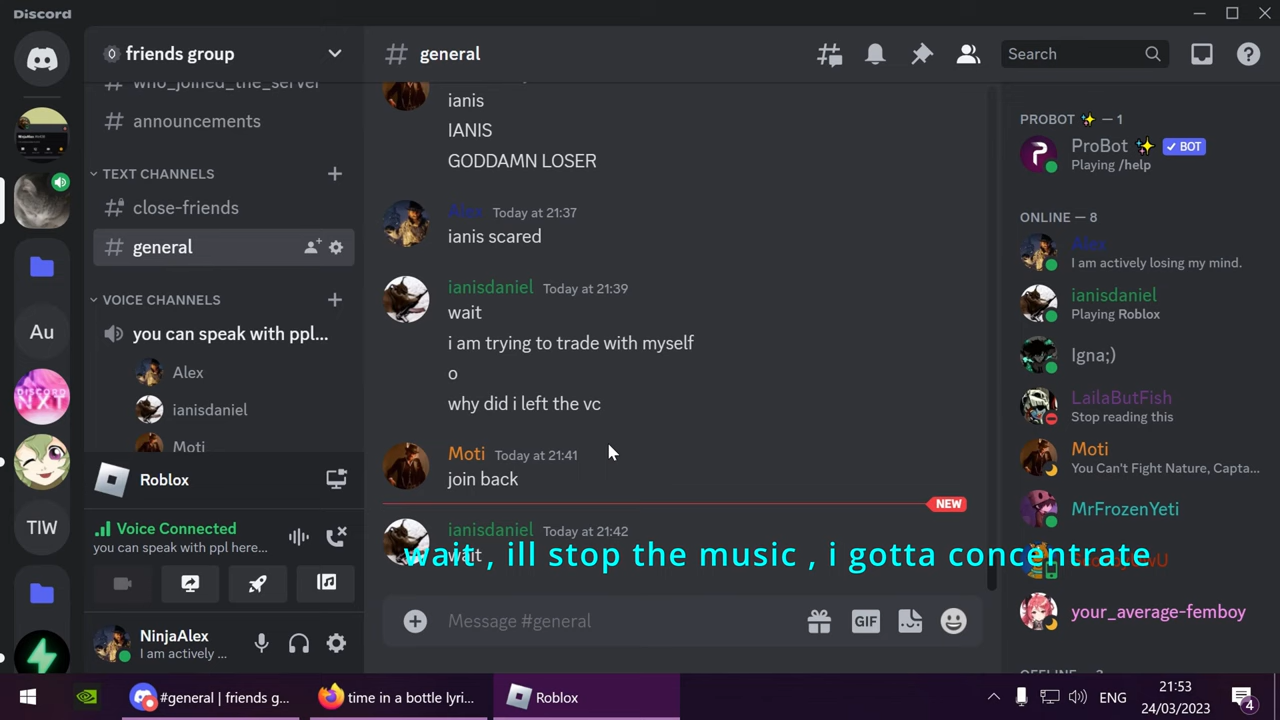 Discord
friends group
who_joined_the_server
announcements
TEXT CHANNELS
close-friends
general
VOICE CHANNELS
you can speak with ppl...
Alex
ianisdaniel
Moti
Roblox
Voice Connected
you can speak with ppl here...
NinjaAlex
I am actively ...
general
Search
ianis
IANIS
GODDAMN LOSER
Alex Today at 21:37
ianis scared
ianisdaniel Today at 21:39
wait
i am trying to trade with myself
o
why did i left the vc
Moti Today at 21:41
join back
NEW
ianisdaniel Today at 21:42
wait
wait , ill stop the music , i gotta concentrate
Message #general
GIF
PROBOT ✨ — 1
ProBot ✨ ✓ BOT
Playing /help
ONLINE — 8
Alex
I am actively losing my mind.
ianisdaniel
Playing Roblox
Igna;)
LailaButFish
Stop reading this
Moti
You Can't Fight Nature, Capta...
MrFrozenYeti
your_average-femboy
Au
TIW
#general | friends g...
time in a bottle lyri...
Roblox
ENG
21:53
24/03/2023
4